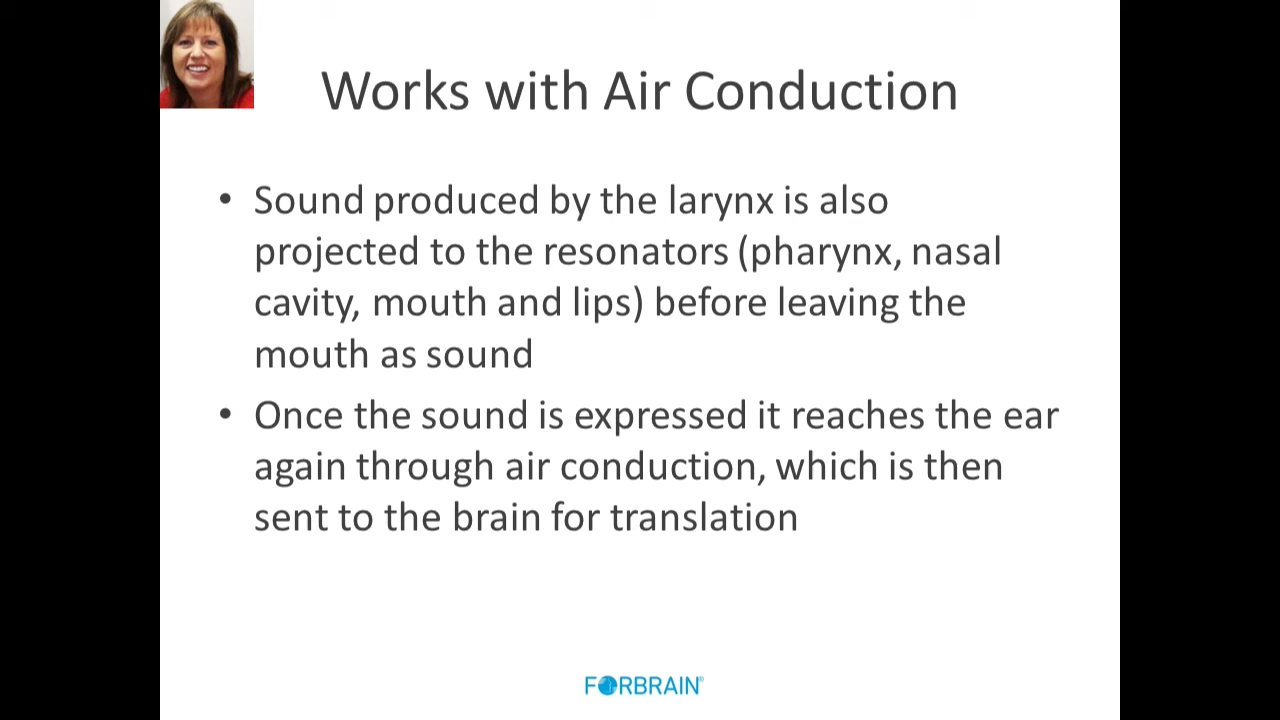 Works with Air Conduction
• Sound produced by the larynx is also
projected to the resonators (pharynx, nasal
cavity, mouth and lips) before leaving the
mouth as sound
• Once the sound is expressed it reaches the ear
again through air conduction, which is then
sent to the brain for translation
FORBRAIN®